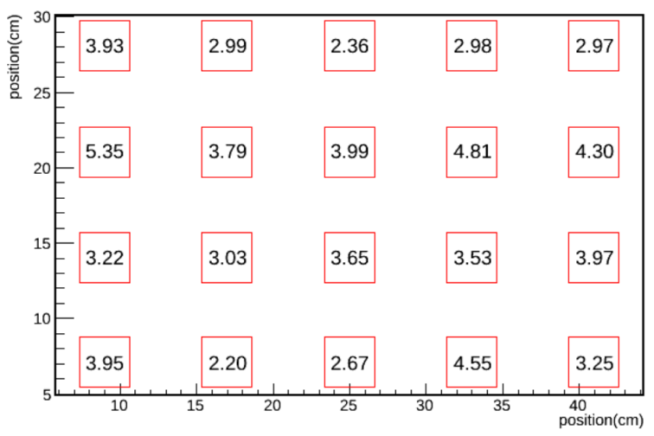 position(cm)
30
3.93 2.99 2.36 2.98 2.97
25
5.35 3.79 3.99 4.81 4.30
20
15
3.22 3.03 3.65 3.53 3.97
10
3.95 2.20 2.67 4.55 3.25
5
10 15 20 25 30 35 40
position(cm)